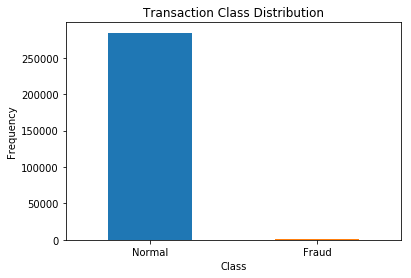 Transaction Class Distribution
250000
200000
150000
100000
50000
0
Frequency
Normal
Fraud
Class